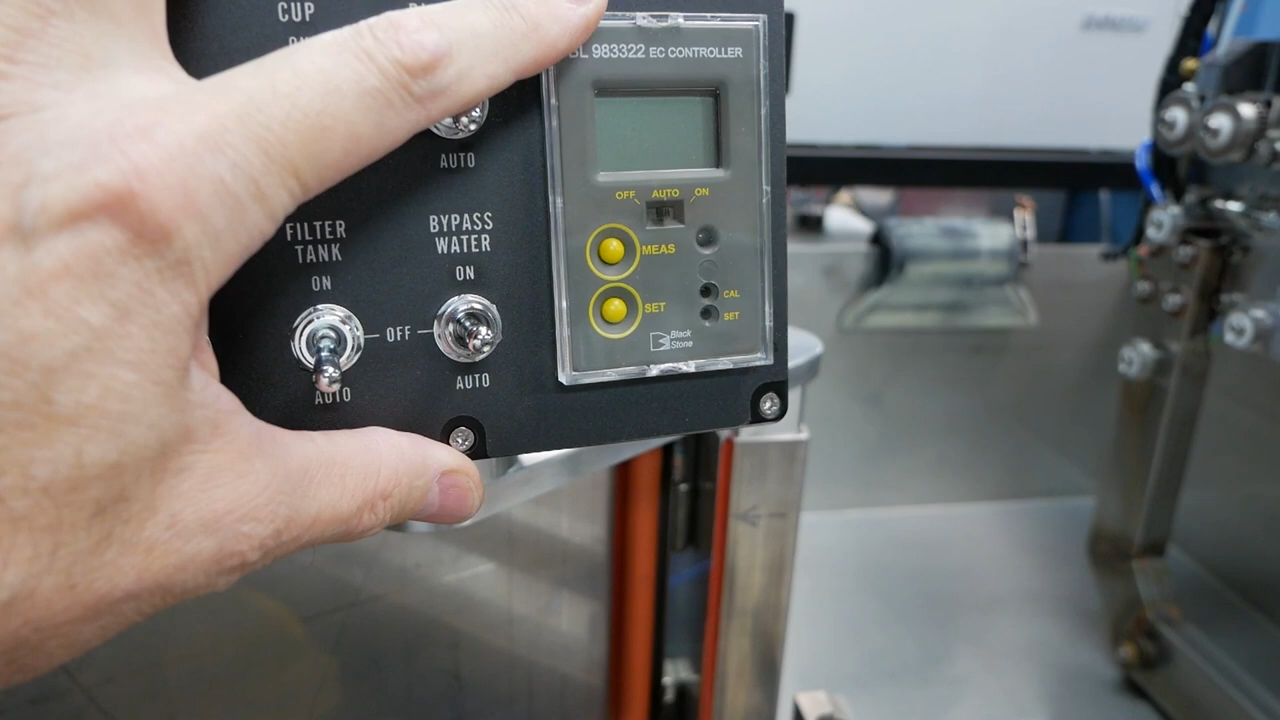 CUP
BL 983322 EC CONTROLLER
AUTO
OFF AUTO ON
FILTER
TANK
ON
BYPASS
WATER
ON
OFF
AUTO
AUTO
MEAS
SET
CAL
SET
Black
Stone